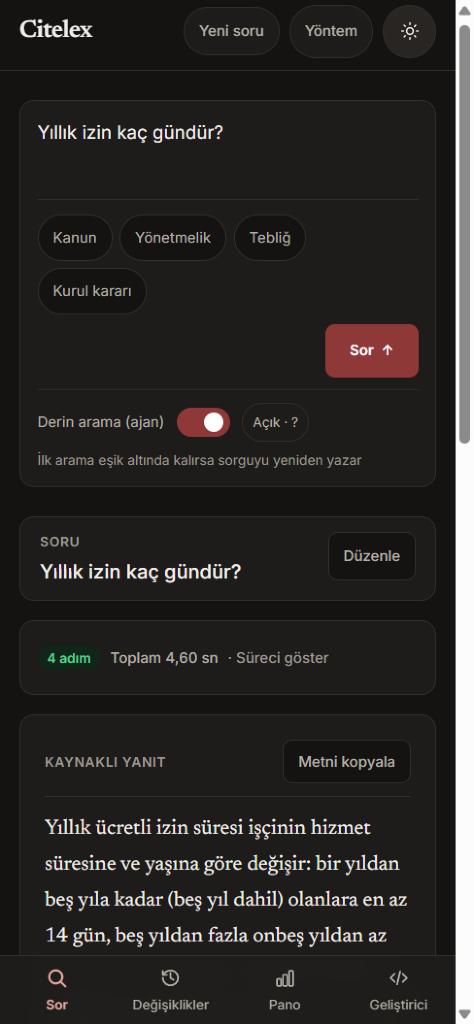 Citelex
Yeni soru
Yöntem
Yıllık izin kaç gündür?
Kanun
Yönetmelik
Tebliğ
Kurul kararı
Sor ↑
Derin arama (ajan)
Açık · ?
İlk arama eşik altında kalırsa sorguyu yeniden yazar
SORU
Yıllık izin kaç gündür?
Düzenle
4 adım
Toplam 4,60 sn · Süreci göster
KAYNAKLI YANIT
Metni kopyala
Yıllık ücretli izin süresi işçinin hizmet
süresine ve yaşına göre değişir: bir yıldan
beş yıla kadar (beş yıl dahil) olanlara en az
14 gün, beş yıldan fazla onbeş yıldan az
Sor
Değişiklikler
Pano
Geliştirici